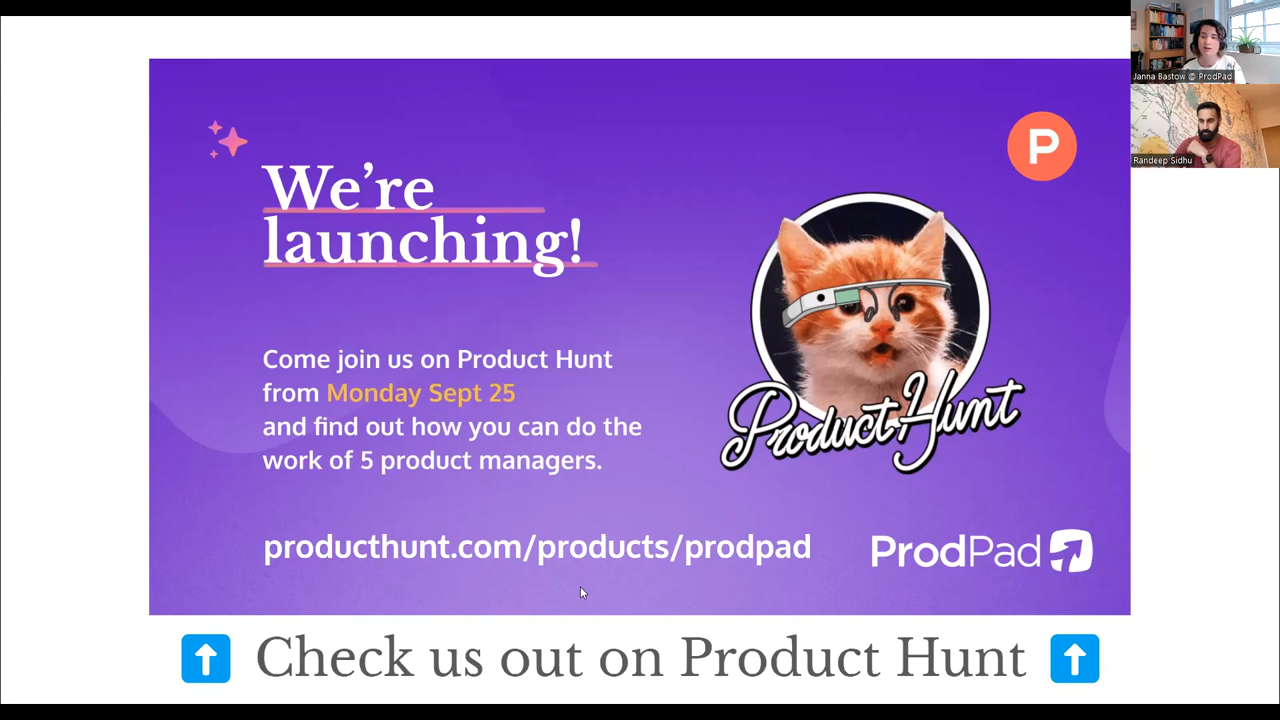 Janna Bastow @ ProdPad
Randeep Sidhu
P
We're
launching!
Come join us on Product Hunt
from Monday Sept 25
and find out how you can do the
work of 5 product managers.
Product Hunt
producthunt.com/products/prodpad
ProdPad
Check us out on Product Hunt